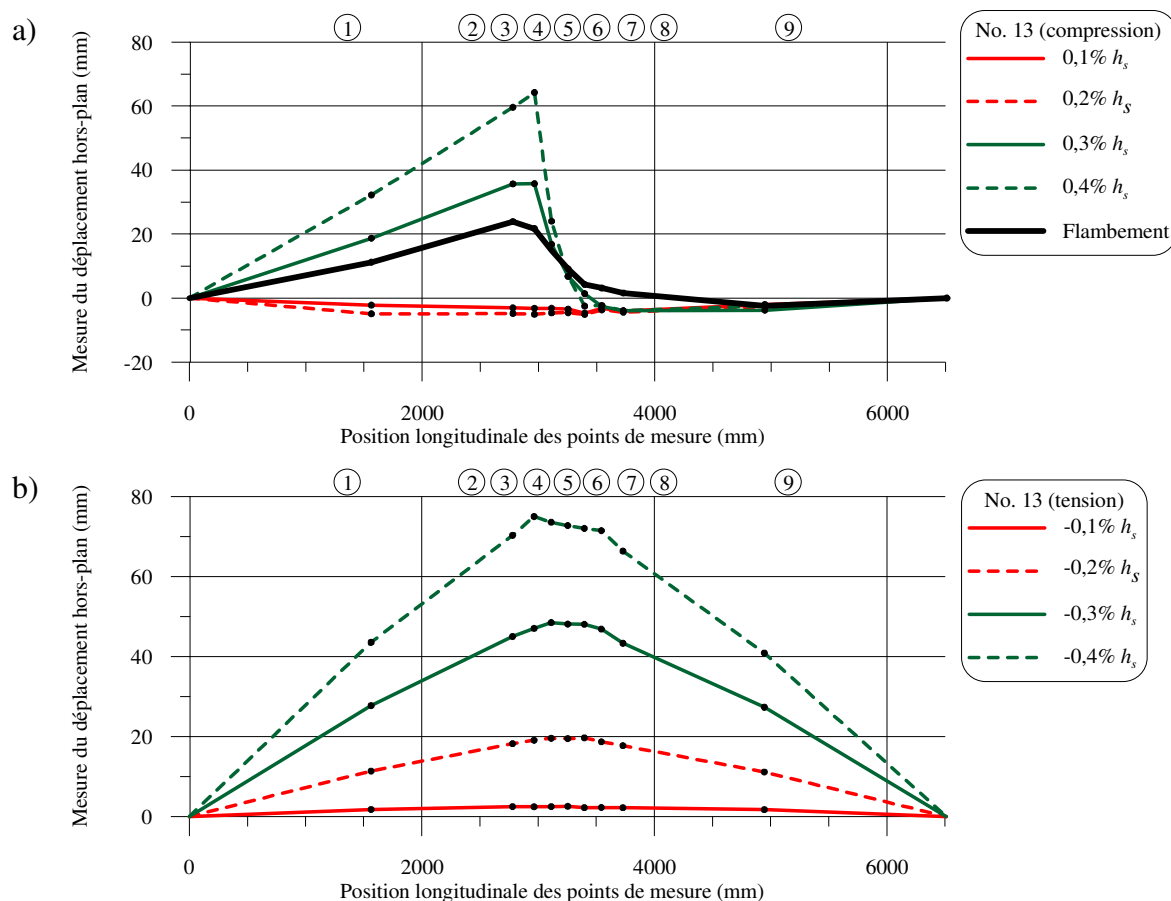 a)
Mesure du déplacement hors-plan (mm)
1 2 3 4 5 6 7 8 9
80
60
40
20
0
-20
0 2000 4000 6000
Position longitudinale des points de mesure (mm)
No. 13 (compression)
0,1% hs
0,2% hs
0,3% hs
0,4% hs
Flambement
b)
Mesure du déplacement hors-plan (mm)
1 2 3 4 5 6 7 8 9
80
60
40
20
0
0 2000 4000 6000
Position longitudinale des points de mesure (mm)
No. 13 (tension)
-0,1% hs
-0,2% hs
-0,3% hs
-0,4% hs